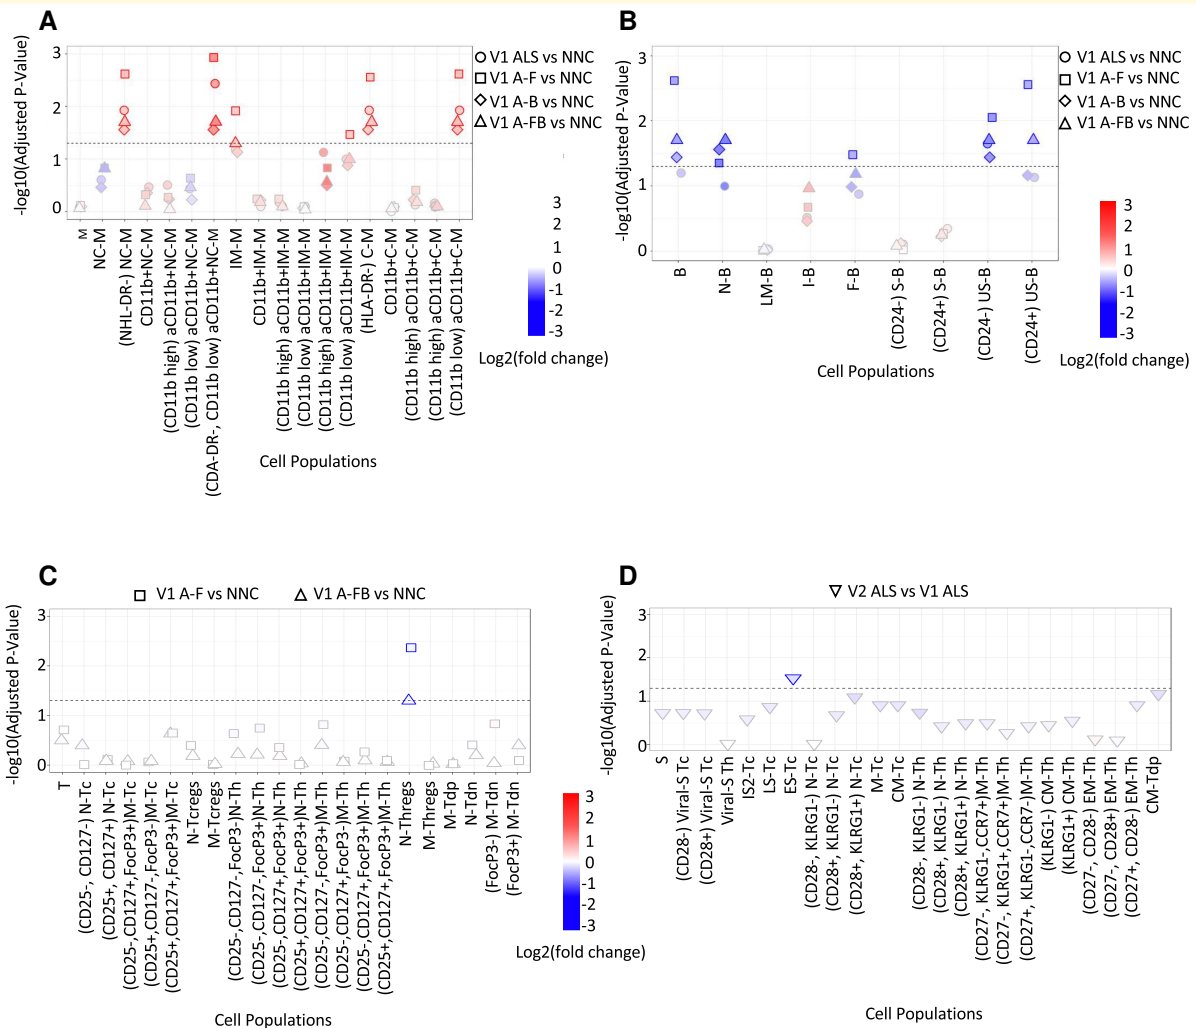 A
-log10(Adjusted P-Value)
3
2
1
0
V1 ALS vs NNC
V1 A-F vs NNC
V1 A-B vs NNC
V1 A-FB vs NNC
M
NC-M
(NHL-DR-) NC-M
CD11b+NC-M
(CD11b high) aCD11b+NC-M
(CD11b low) aCD11b+NC-M
(CDA-DR-, CD11b low) aCD11b+NC-M
IM-M
CD11b+IM-M
(CD11b high) aCD11b+IM-M
(CD11b low) aCD11b+IM-M
(CD11b high) aCD11b+IM-M
(CD11b low) aCD11b+IM-M
(HLA-DR-) C-M
CD11b+C-M
(CD11b high) aCD11b+C-M
(CD11b high) aCD11b+C-M
(CD11b low) aCD11b+C-M
Cell Populations
3
2
1
0
-1
-2
-3
Log2(fold change)
B
-log10(Adjusted P-Value)
3
2
1
0
V1 ALS vs NNC
V1 A-F vs NNC
V1 A-B vs NNC
V1 A-FB vs NNC
B
N-B
LM-B
I-B
F-B
(CD24-) S-B
(CD24+) S-B
(CD24-) US-B
(CD24+) US-B
Cell Populations
3
2
1
0
-1
-2
-3
Log2(fold change)
C
V1 A-F vs NNC
V1 A-FB vs NNC
-log10(Adjusted P-Value)
3
2
1
0
T
(CD25-, CD127-) N-Tc
(CD25+, CD127+) N-Tc
(CD25-,CD127+,FocP3+)M-Tc
(CD25+,CD127-,FocP3-)M-Tc
(CD25+,CD127+,FocP3+)M-Tc
N-Tcregs
M-Tcregs
(CD25-,CD127-,FocP3-)N-Th
(CD25-,CD127-,FocP3+)N-Th
(CD25-,CD127+,FocP3+)N-Th
(CD25+,CD127+,FocP3+)N-Th
(CD25-,CD127-,FocP3+)M-Th
(CD25-,CD127+,FocP3-)M-Th
(CD25-,CD127+,FocP3+)M-Th
(CD25+,CD127+,FocP3+)M-Th
N-Thregs
M-Thregs
M-Tdp
N-Tdn
(FocP3-) M-Tdn
(FocP3+) M-Tdn
Cell Populations
3
2
1
0
-1
-2
-3
Log2(fold change)
D
V2 ALS vs V1 ALS
-log10(Adjusted P-Value)
3
2
1
0
S
(CD28-) Viral-S Tc
(CD28+) Viral-S Tc
Viral-S Th
IS2-Tc
LS-Tc
ES-Tc
(CD28-, KLRG1-) N-Tc
(CD28+, KLRG1-) N-Tc
(CD28+, KLRG1+) N-Tc
M-Tc
CM-Tc
(CD28-, KLRG1-) N-Th
(CD28+, KLRG1-) N-Th
(CD28+, KLRG1+) N-Th
(CD27-, KLRG1-,CCR7+)M-Th
(CD27-, KLRG1+,CCR7+)M-Th
(CD27+, KLRG1-,CCR7-)M-Th
(KLRG1-) CM-Th
(KLRG1+) CM-Th
(CD27-, CD28-) EM-Th
(CD27-, CD28+) EM-Th
(CD27+, CD28-) EM-Th
CM-Tdp
Cell Populations